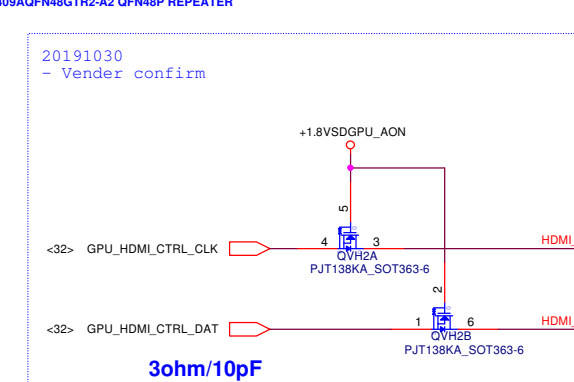 409AQFN48GTR2-A2 QFN48P REPEATER
20191030
- Vender confirm
+1.8VSDGPU_AON
5
<32> GPU_HDMI_CTRL_CLK
4
3
HDMI_
QVH2A
PJT138KA_SOT363-6
2
<32> GPU_HDMI_CTRL_DAT
1
6
HDMI_
QVH2B
PJT138KA_SOT363-6
3ohm/10pF